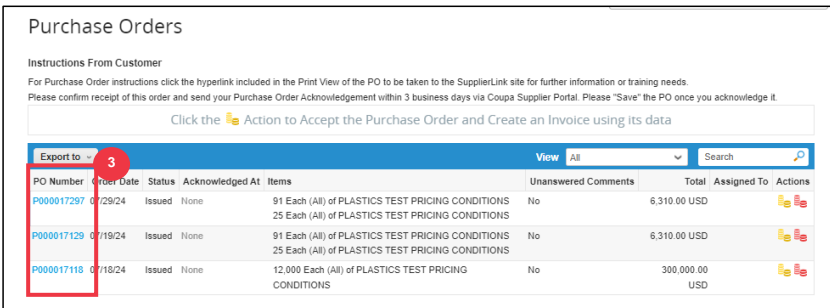 Purchase Orders
Instructions From Customer
For Purchase Order instructions click the hyperlink included in the Print View of the PO to be taken to the SupplierLink site for further information or training needs.
Please confirm receipt of this order and send your Purchase Order Acknowledgement within 3 business days via Coupa Supplier Portal. Please "Save" the PO once you acknowledge it.
Click the Action to Accept the Purchase Order and Create an Invoice using its data
Export to 3 View All Search
PO Number Order Date Status Acknowledged At Items Unanswered Comments Total Assigned To Actions
P000017297 07/29/24 Issued None 91 Each (All) of PLASTICS TEST PRICING CONDITIONS No 6,310.00 USD
25 Each (All) of PLASTICS TEST PRICING CONDITIONS
P000017129 07/19/24 Issued None 91 Each (All) of PLASTICS TEST PRICING CONDITIONS No 6,310.00 USD
25 Each (All) of PLASTICS TEST PRICING CONDITIONS
P000017118 07/18/24 Issued None 12,000 Each (All) of PLASTICS TEST PRICING No 300,000.00
CONDITIONS USD